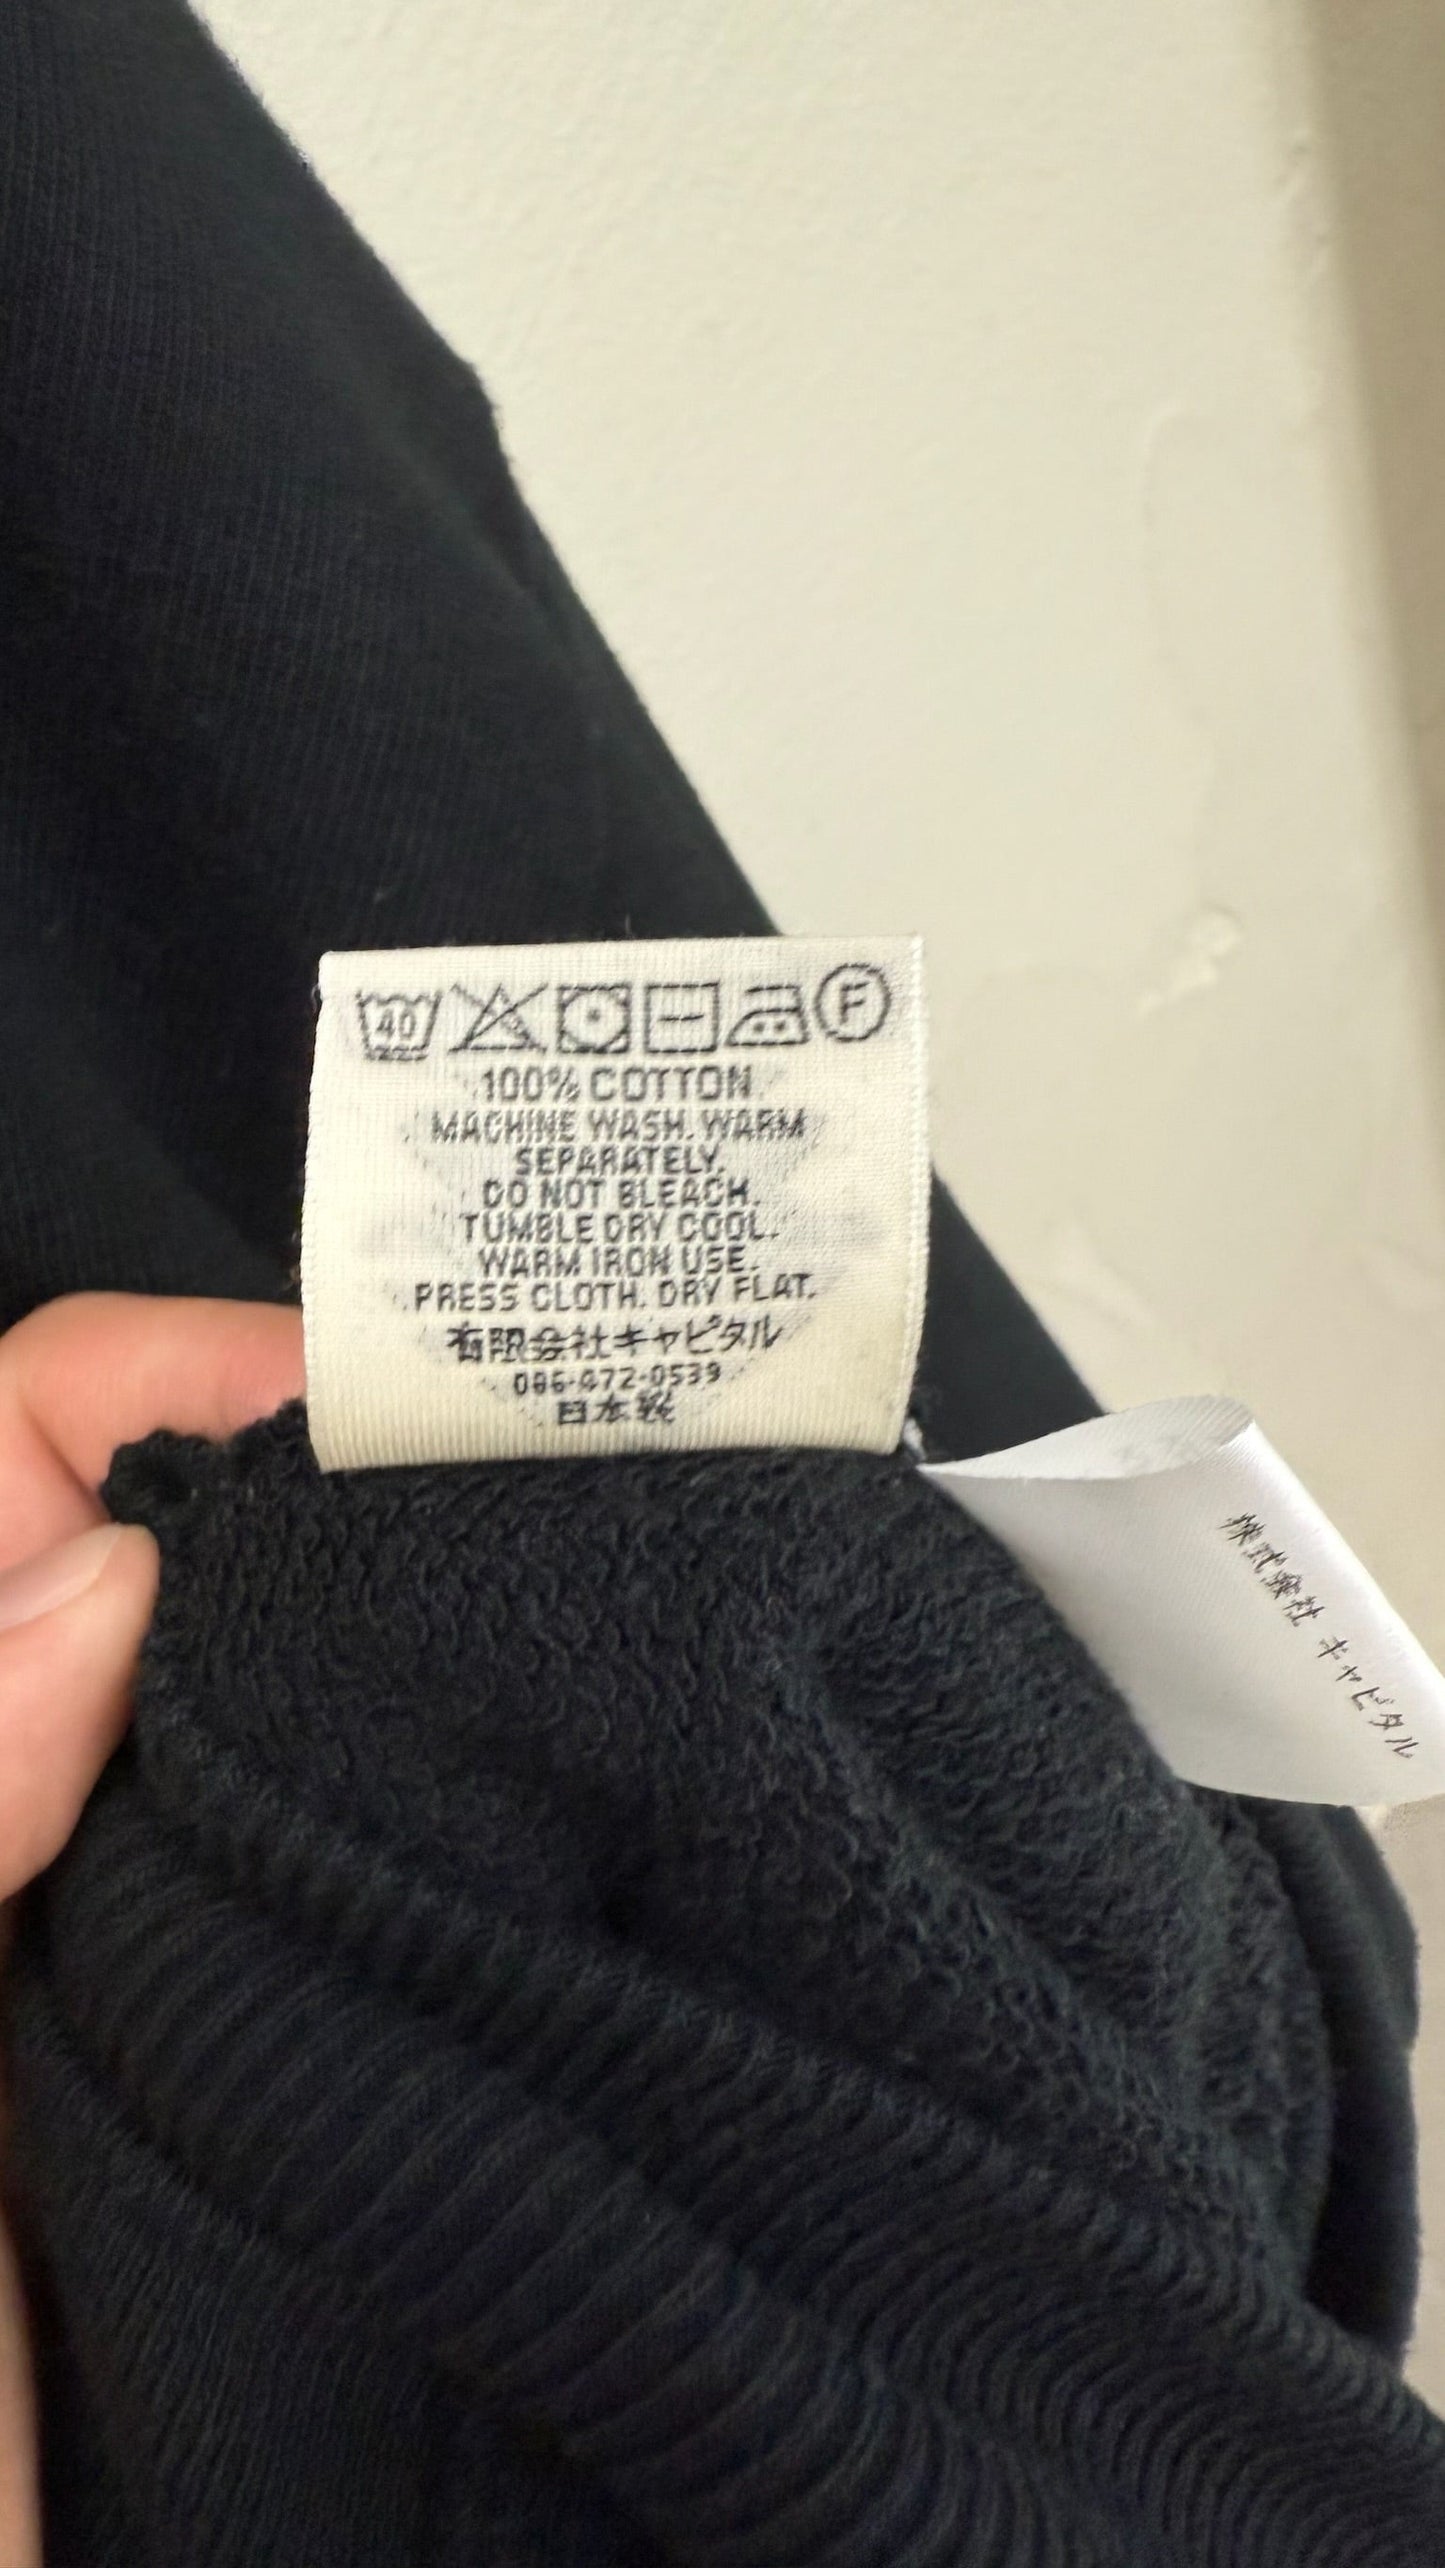 40 F
100% COTTON
MACHINE WASH. WARM
SEPARATELY.
DO NOT BLEACH.
TUMBLE DRY COOL.
WARM IRON USE.
PRESS CLOTH. DRY FLAT.
有限会社キャピタル
086-472-0539
日本製
株式会社 キャピタル